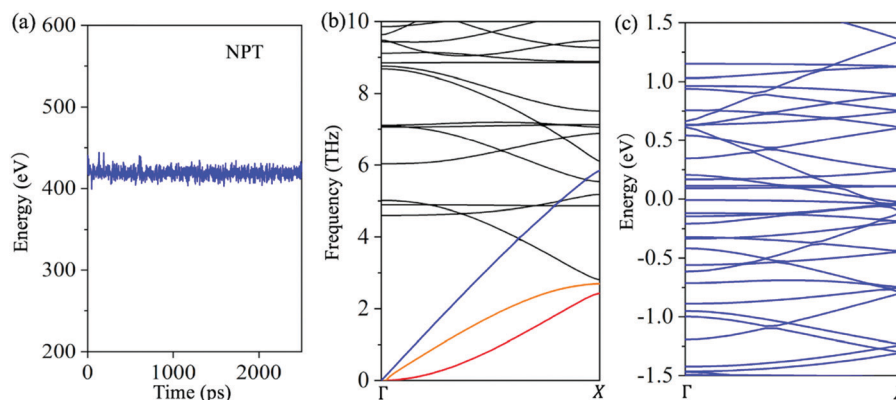 (a)
600
500
400
300
200
Energy (eV)
NPT
0
1000
2000
Time (ps)
(b)
10
8
6
4
2
0
Frequency (THz)
Γ
X
(c)
1.5
1.0
0.5
0.0
-0.5
-1.0
-1.5
Energy (eV)
Γ